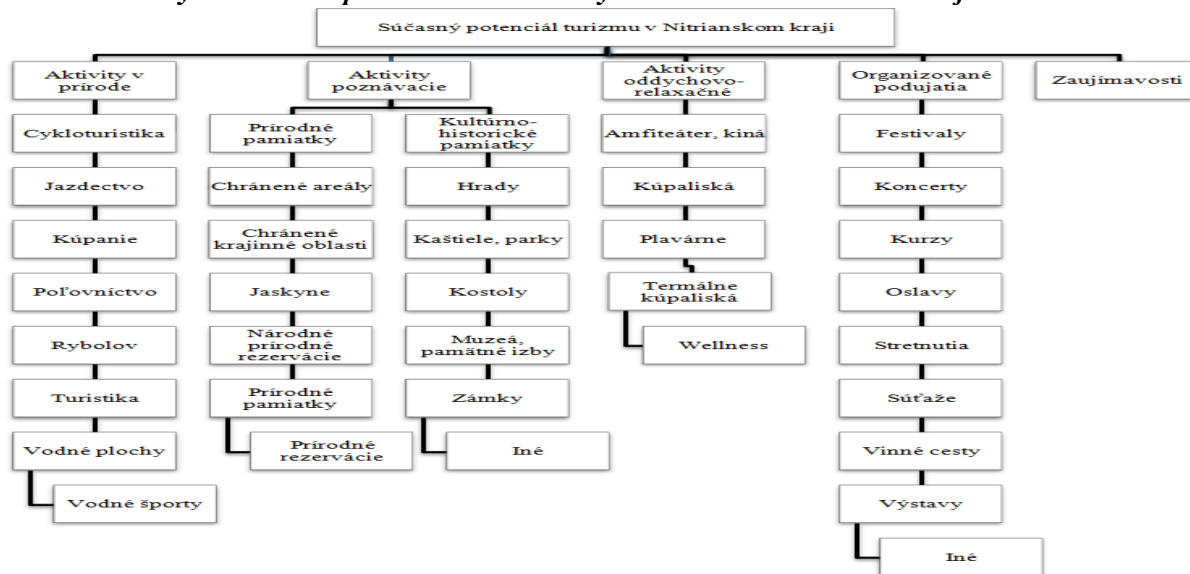 Súčasný potenciál turizmu v Nitrianskom kraji
Aktivity v
prírode
Cykloturistika
Jazdectvo
Kúpanie
Poľovníctvo
Rybolov
Turistika
Vodné plochy
Vodné športy
Aktivity
poznávacie
Prírodné
pamiatky
Chránené areály
Chránené
krajinné oblasti
Jaskyne
Národné
prírodné
rezervácie
Prírodné
pamiatky
Prírodné
rezervácie
Kultúrno-
historické
pamiatky
Hrady
Kaštiele, parky
Kostoly
Muzeá,
pamätné izby
Zámky
Iné
Aktivity
oddychovo-
relaxačné
Amfiteáter, kiná
Kúpaliská
Plavárne
Termálne
kúpaliská
Wellness
Organizované
podujatia
Festivaly
Koncerty
Kurzy
Oslavy
Stretnutia
Súťaže
Vinné cesty
Výstavy
Iné
Zaujímavosti